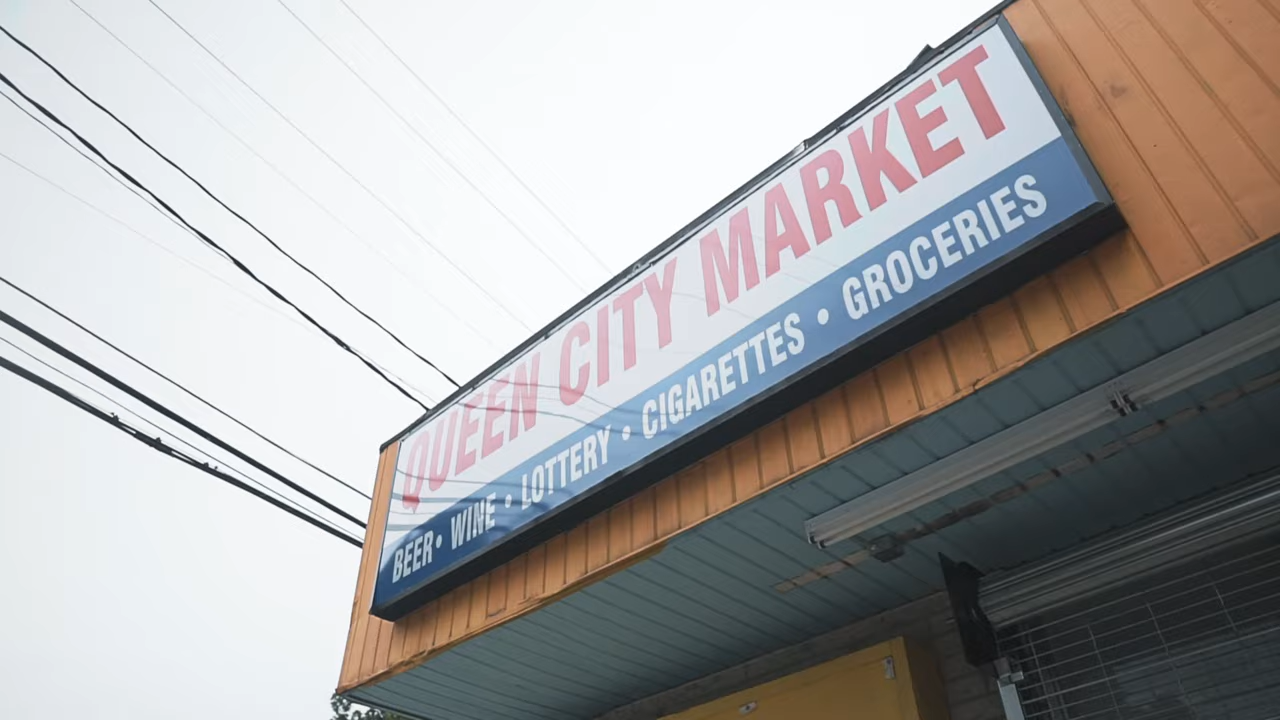 QUEEN CITY MARKET
BEER • WINE • LOTTERY • CIGARETTES • GROCERIES